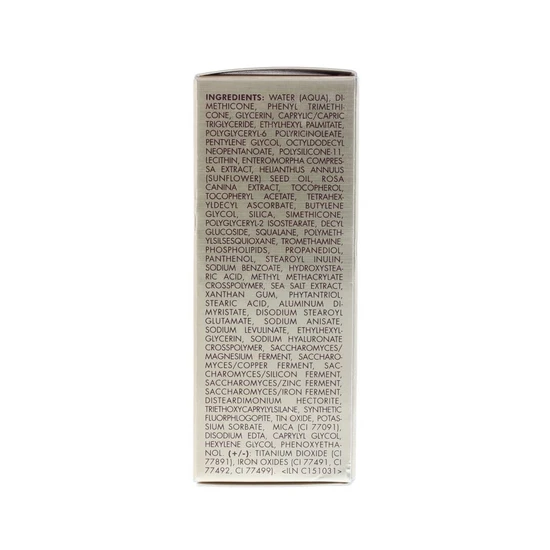 INGREDIENTS: WATER (AQUA), DI-
METHICONE, PHENYL TRIMETHI-
CONE, GLYCERIN, CAPRYLIC/CAPRIC
TRIGLYCERIDE, ETHYLHEXYL PALMITATE,
POLYGLYCERYL-6 POLYRICINOLEATE,
PENTYLENE GLYCOL, OCTYLDODECYL
NEOPENTANOATE, POLYSILICONE-11,
LECITHIN, ENTEROMORPHA COMPRES
SA EXTRACT, HELIANTHUS ANNUUS
(SUNFLOWER) SEED OIL, ROSA
CANINA EXTRACT, TOCOPHEROL,
TOCOPHERYL ACETATE, TETRAHEX-
YLDECYL ASCORBATE, BUTYLENE
GLYCOL, SILICA, SIMETHICONE,
POLYGLYCERYL-2 ISOSTEARATE, DECYL
GLUCOSIDE, SQUALANE, POLYMETH-
YLSILSESQUIOXANE, TROMETHAMINE,
PHOSPHOLIPIDS, PROPANEDIOL,
PANTHENOL, STEAROYL INULIN,
SODIUM BENZOATE, HYDROXYSTEA-
RIC ACID, METHYL METHACRYLATE
CROSSPOLYMER, SEA SALT EXTRACT,
XANTHAN GUM, PHYTANTRIOL,
STEARIC ACID, ALUMINUM DI-
MYRISTATE, DISODIUM STEAROYL
GLUTAMATE, SODIUM ANISATE,
SODIUM LEVULINATE, ETHYLHEXYL-
GLYCERIN, SODIUM HYALURONATE
CROSSPOLYMER, SACCHAROMYCES/
MAGNESIUM FERMENT, SACCHARO-
MYCES/COPPER FERMENT, SAC-
CHAROMYCES/SILICON FERMENT,
SACCHAROMYCES/ZINC FERMENT,
SACCHAROMYCES/IRON FERMENT,
DISTEARDIMONIUM HECTORITE,
TRIETHOXYCAPRYLYLSILANE, SYNTHETIC
FLUORPHLOGOPITE, TIN OXIDE, POTAS-
SIUM SORBATE, MICA (CI 77091),
DISODIUM EDTA, CAPRYLYL GLYCOL,
HEXYLENE GLYCOL, PHENOXYETHA-
NOL. (+/-): TITANIUM DIOXIDE (CI
77891), IRON OXIDES (CI 77491, CI
77492, CI 77499). <ILN C151031>